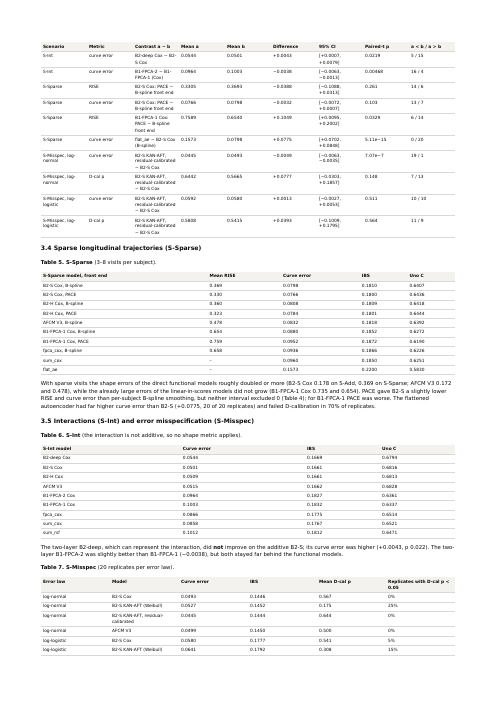 Scenario Metric Contrast a − b Mean a Mean b Difference 95% CI Paired-t p a < b / a > b
S-Int curve error B2-deep Cox − B2-S Cox 0.0544 0.0501 +0.0043 [+0.0007, +0.0079] 0.0219 5 / 15
S-Int curve error B1-FPCA-2 − B1-FPCA-1 (Cox) 0.0964 0.1003 −0.0038 [−0.0063, −0.0013] 0.00468 16 / 4
S-Sparse RISE B2-S Cox: PACE − B-spline front end 0.3305 0.3693 −0.0388 [−0.1088, +0.0313] 0.261 14 / 6
S-Sparse curve error B2-S Cox: PACE − B-spline front end 0.0766 0.0798 −0.0032 [−0.0072, +0.0007] 0.103 13 / 7
S-Sparse RISE B1-FPCA-1 Cox: PACE − B-spline front end 0.7589 0.6540 +0.1049 [+0.0095, +0.2002] 0.0329 6 / 14
S-Sparse curve error flat_ae − B2-S Cox (B-spline) 0.1573 0.0798 +0.0775 [+0.0702, +0.0848] 5.11e−15 0 / 20
S-Misspec, log-normal curve error B2-S KAN-AFT, residual-calibrated − B2-S Cox 0.0445 0.0493 −0.0049 [−0.0063, −0.0035] 7.07e−7 19 / 1
S-Misspec, log-normal D-cal p B2-S KAN-AFT, residual-calibrated − B2-S Cox 0.6442 0.5665 +0.0777 [−0.0303, +0.1857] 0.148 7 / 13
S-Misspec, log-logistic curve error B2-S KAN-AFT, residual-calibrated − B2-S Cox 0.0592 0.0580 +0.0013 [−0.0027, +0.0053] 0.511 10 / 10
S-Misspec, log-logistic D-cal p B2-S KAN-AFT, residual-calibrated − B2-S Cox 0.5808 0.5415 +0.0393 [−0.1009, +0.1795] 0.564 11 / 9
3.4 Sparse longitudinal trajectories (S-Sparse)
Table 5. S-Sparse (3–8 visits per subject).
S-Sparse model, front end Mean RISE Curve error IBS Uno C
B2-S Cox, B-spline 0.369 0.0798 0.1810 0.6407
B2-S Cox, PACE 0.330 0.0766 0.1800 0.6436
B2-H Cox, B-spline 0.360 0.0808 0.1809 0.6418
B2-H Cox, PACE 0.323 0.0784 0.1801 0.6444
AFCM V3, B-spline 0.478 0.0832 0.1818 0.6392
B1-FPCA-1 Cox, B-spline 0.654 0.0880 0.1852 0.6272
B1-FPCA-1 Cox, PACE 0.759 0.0952 0.1872 0.6190
fpca_cox, B-spline 0.658 0.0936 0.1866 0.6226
sum_cox – 0.0960 0.1850 0.6251
flat_ae – 0.1573 0.2200 0.5830
With sparse visits the shape errors of the direct functional models roughly doubled or more (B2-S Cox 0.178 on S-Add, 0.369 on S-Sparse; AFCM V3 0.172 and 0.478), while the already large errors of the linear-in-scores models did not grow (B1-FPCA-1 Cox 0.735 and 0.654). PACE gave B2-S a slightly lower RISE and curve error than per-subject B-spline smoothing, but neither interval excluded 0 (Table 4); for B1-FPCA-1 PACE was worse. The flattened autoencoder had far higher curve error than B2-S (+0.0775, 20 of 20 replicates) and failed D-calibration in 70% of replicates.
3.5 Interactions (S-Int) and error misspecification (S-Misspec)
Table 6. S-Int (the interaction is not additive, so no shape metric applies).
S-Int model Curve error IBS Uno C
B2-deep Cox 0.0544 0.1669 0.6794
B2-S Cox 0.0501 0.1661 0.6816
B2-H Cox 0.0509 0.1661 0.6813
AFCM V3 0.0515 0.1662 0.6828
B1-FPCA-2 Cox 0.0964 0.1827 0.6361
B1-FPCA-1 Cox 0.1003 0.1832 0.6337
fpca_cox 0.0866 0.1775 0.6514
sum_cox 0.0858 0.1767 0.6521
sum_rsf 0.1012 0.1812 0.6471
The two-layer B2-deep, which can represent the interaction, did not improve on the additive B2-S; its curve error was higher (+0.0043, p 0.022). The two-layer B1-FPCA-2 was slightly better than B1-FPCA-1 (−0.0038), but both stayed far behind the functional models.
Table 7. S-Misspec (20 replicates per error law).
Error law Model Curve error IBS Mean D-cal p Replicates with D-cal p < 0.05
log-normal B2-S Cox 0.0493 0.1446 0.567 0%
log-normal B2-S KAN-AFT (Weibull) 0.0527 0.1452 0.175 25%
log-normal B2-S KAN-AFT, residual-calibrated 0.0445 0.1444 0.644 0%
log-normal AFCM V3 0.0499 0.1450 0.500 0%
log-logistic B2-S Cox 0.0580 0.1777 0.541 5%
log-logistic B2-S KAN-AFT (Weibull) 0.0641 0.1792 0.308 15%